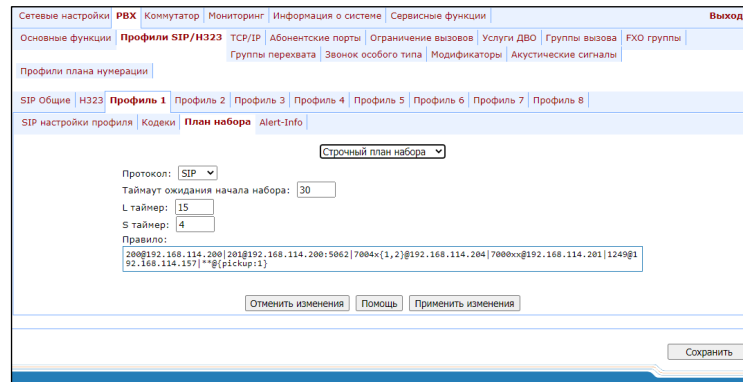 Сетевые настройки PBX Коммутатор Мониторинг Информация о системе Сервисные функции Выход
Основные функции Профили SIP/H323 TCP/IP Абонентские порты Ограничение вызовов Услуги ДВО Группы вызова FXO группы
Группы перехвата Звонок особого типа Модификаторы Акустические сигналы
Профили плана нумерации
SIP Общие H323 Профиль 1 Профиль 2 Профиль 3 Профиль 4 Профиль 5 Профиль 6 Профиль 7 Профиль 8
SIP настройки профиля Кодеки План набора Alert-Info
Строчный план набора
Протокол: SIP
Таймаут ожидания начала набора: 30
L таймер: 15
S таймер: 4
Правило:
200@192.168.114.200|201@192.168.114.200:5062|7004x{1,2}@192.168.114.204|7000xx@192.168.114.201|1249@1
92.168.114.157|**@{pickup:1}
Отменить изменения Помощь Применить изменения
Сохранить